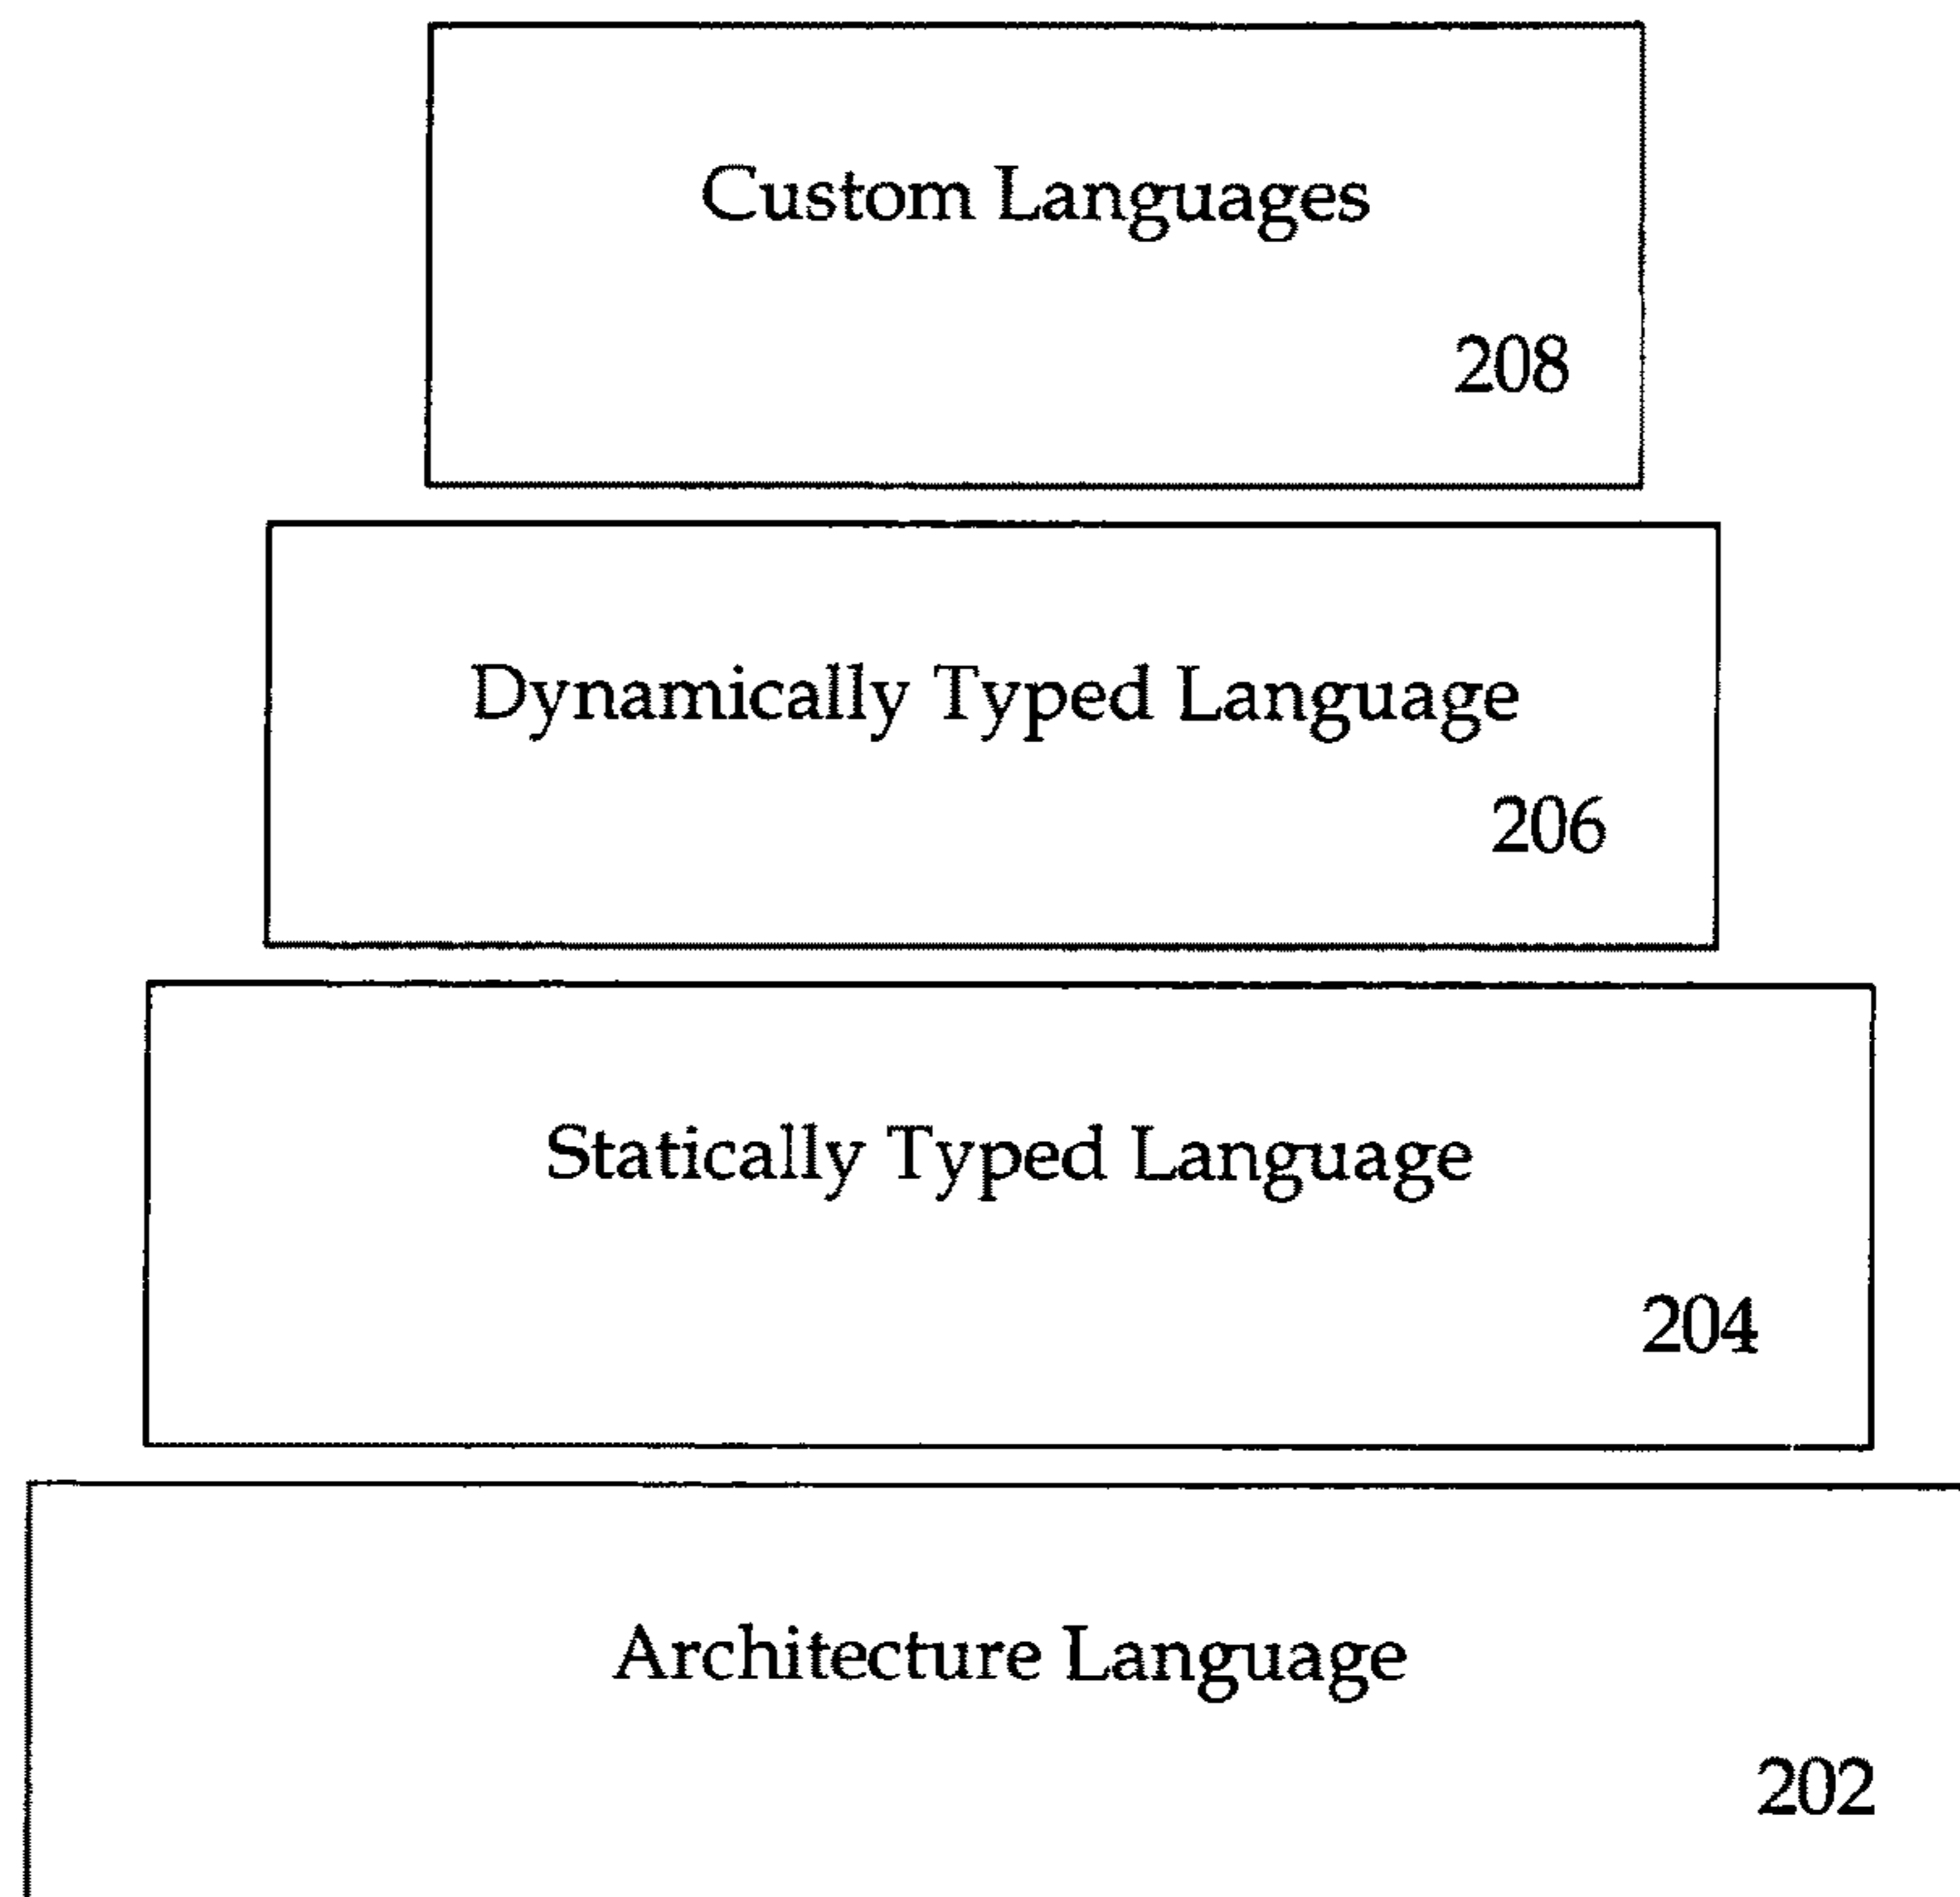 Custom Languages
208
Dynamically Typed Language
206
Statically Typed Language
204
Architecture Language
202